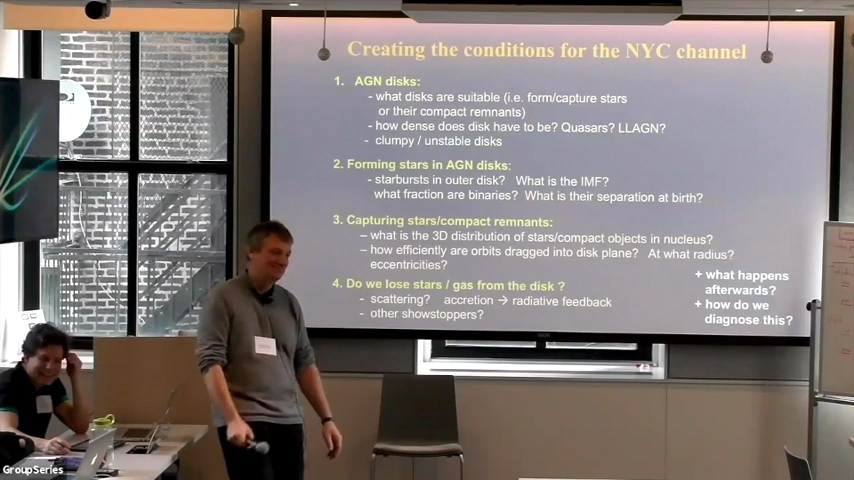 Creating the conditions for the NYC channel
1. AGN disks:
- what disks are suitable (i.e. form/capture stars
or their compact remnants)
- how dense does disk have to be? Quasars? LLAGN?
- clumpy / unstable disks
2. Forming stars in AGN disks:
- starbursts in outer disk? What is the IMF?
what fraction are binaries? What is their separation at birth?
3. Capturing stars/compact remnants:
– what is the 3D distribution of stars/compact objects in nucleus?
– how efficiently are orbits dragged into disk plane? At what radius?
eccentricities?
4. Do we lose stars / gas from the disk ?
- scattering? accretion → radiative feedback
- other showstoppers?
+ what happens
afterwards?
+ how do we
diagnose this?
GroupSeries